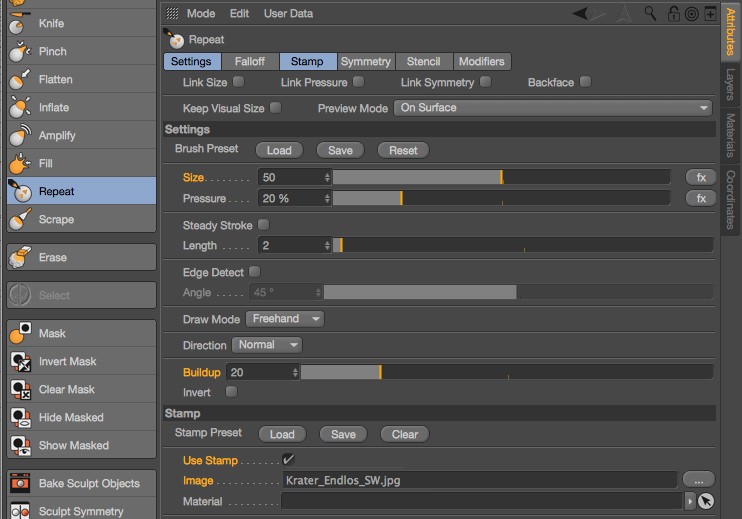 Knife
Pinch
Flatten
Inflate
Amplify
Fill
Repeat
Scrape
Erase
Select
Mask
Invert Mask
Clear Mask
Hide Masked
Show Masked
Bake Sculpt Objects
Sculpt Symmetry
Mode Edit User Data
Repeat
Settings Falloff Stamp Symmetry Stencil Modifiers
Link Size Link Pressure Link Symmetry Backface
Keep Visual Size Preview Mode On Surface
Settings
Brush Preset Load Save Reset
Size........ 50 fx
Pressure.... 20 % fx
Steady Stroke
Length ..... 2
Edge Detect
Angle ...... 45 °
Draw Mode Freehand
Direction Normal
Buildup 20
Invert
Stamp
Stamp Preset Load Save Clear
Use Stamp .......
Image........... Krater_Endlos_SW.jpg ...
Material ........
Attributes
Layers
Materials
Coordinates